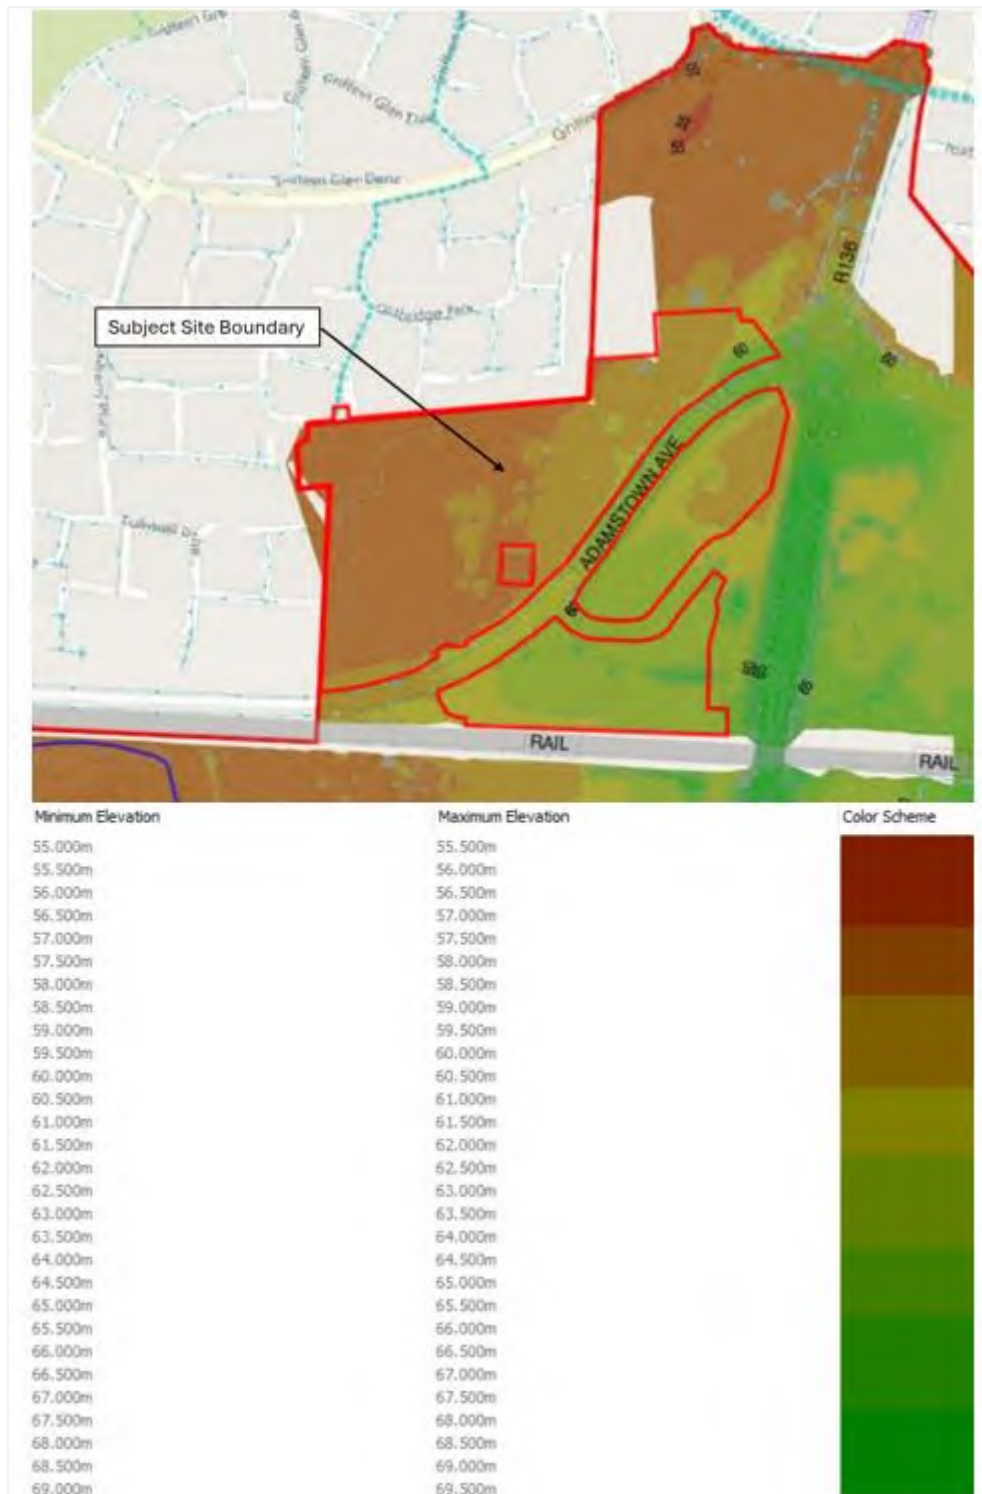 Griffeen Glen Dene
R136
Subject Site Boundary
60
ADAMSTOWN AVE
60
RAIL
RAIL
Minimum Elevation Maximum Elevation Color Scheme
55.000m 55.500m
55.500m 56.000m
56.000m 56.500m
56.500m 57.000m
57.000m 57.500m
57.500m 58.000m
58.000m 58.500m
58.500m 59.000m
59.000m 59.500m
59.500m 60.000m
60.000m 60.500m
60.500m 61.000m
61.000m 61.500m
61.500m 62.000m
62.000m 62.500m
62.500m 63.000m
63.000m 63.500m
63.500m 64.000m
64.000m 64.500m
64.500m 65.000m
65.000m 65.500m
65.500m 66.000m
66.000m 66.500m
66.500m 67.000m
67.000m 67.500m
67.500m 68.000m
68.000m 68.500m
68.500m 69.000m
69.000m 69.500m